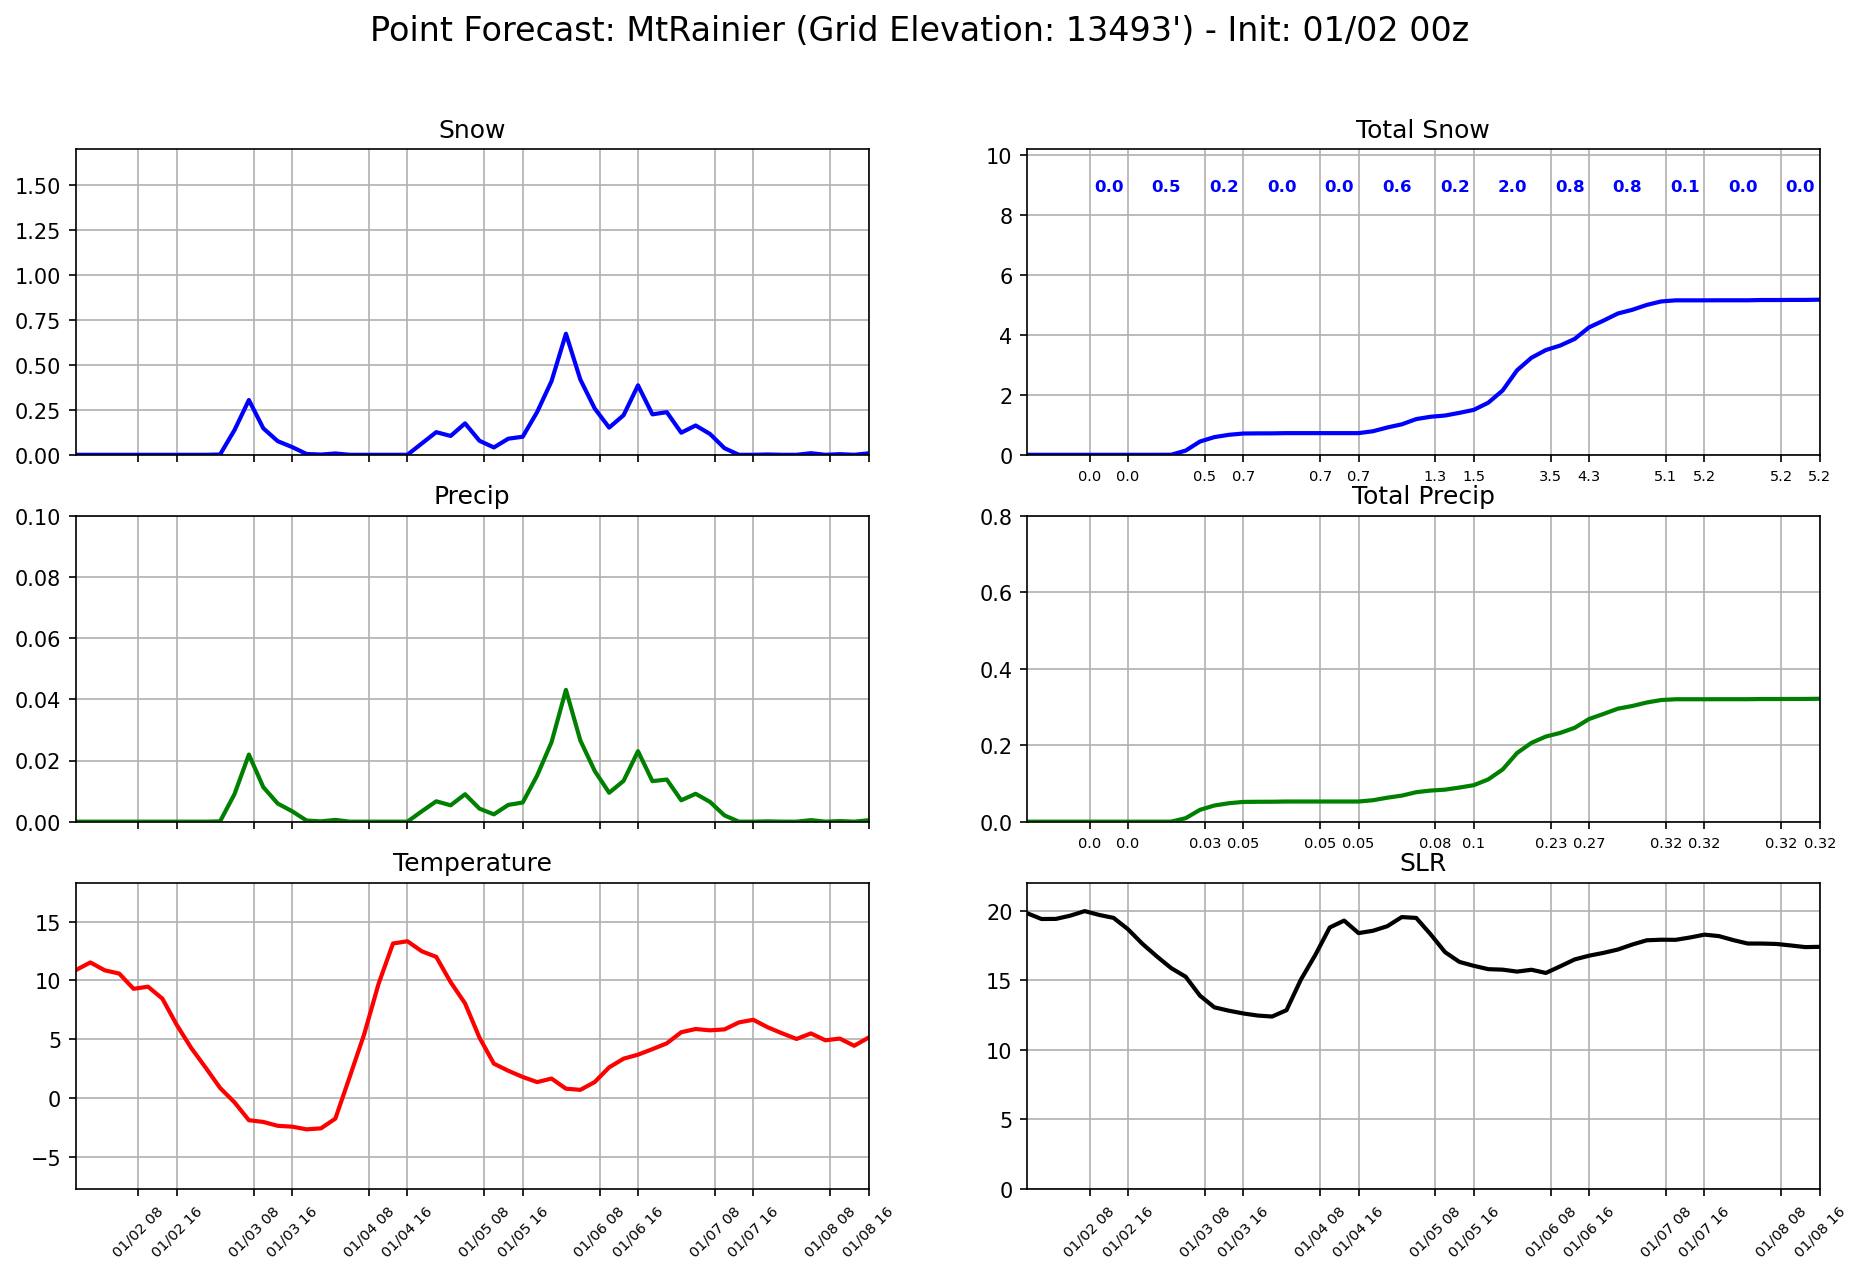 Point Forecast: MtRainier (Grid Elevation: 13493') - Init: 01/02 00z
Snow
1.50
1.25
1.00
0.75
0.50
0.25
0.00
Total Snow
10
8
6
4
2
0
0.0 0.5 0.2 0.0 0.0 0.6 0.2 2.0 0.8 0.8 0.1 0.0 0.0
0.0 0.0 0.5 0.7 0.7 0.7 1.3 1.5 3.5 4.3 5.1 5.2 5.2 5.2
Precip
0.10
0.08
0.06
0.04
0.02
0.00
Total Precip
0.8
0.6
0.4
0.2
0.0
0.0 0.0 0.03 0.05 0.05 0.05 0.08 0.1 0.23 0.27 0.32 0.32 0.32 0.32
Temperature
15
10
5
0
−5
01/02 08 01/02 16 01/03 08 01/03 16 01/04 08 01/04 16 01/05 08 01/05 16 01/06 08 01/06 16 01/07 08 01/07 16 01/08 08 01/08 16
SLR
20
15
10
5
0
01/02 08 01/02 16 01/03 08 01/03 16 01/04 08 01/04 16 01/05 08 01/05 16 01/06 08 01/06 16 01/07 08 01/07 16 01/08 08 01/08 16